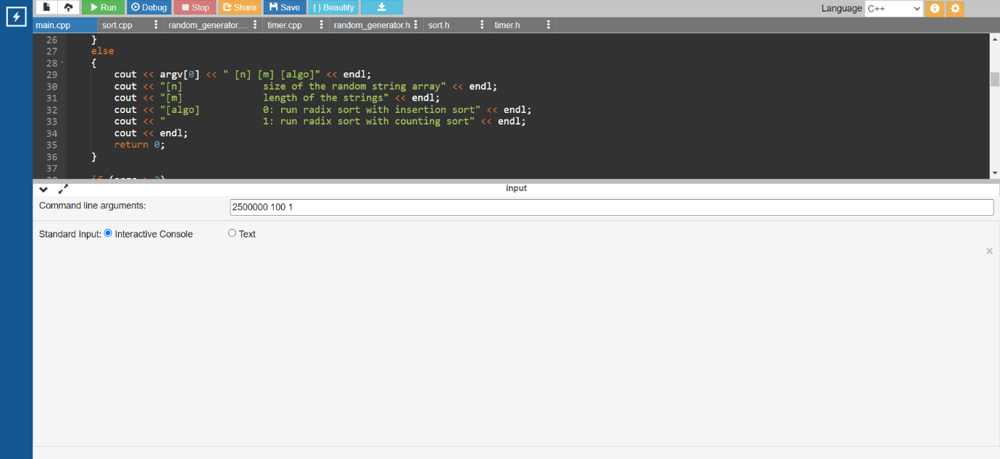 Run Debug Stop Share Save { } Beautify Language C++
main.cpp sort.cpp random_generator.... timer.cpp random_generator.h sort.h timer.h
26 }
27 else
28 {
29 cout << argv[0] << " [n] [m] [algo]" << endl;
30 cout << "[n] size of the random string array" << endl;
31 cout << "[m] length of the strings" << endl;
32 cout << "[algo] 0: run radix sort with insertion sort" << endl;
33 cout << " 1: run radix sort with counting sort" << endl;
34 cout << endl;
35 return 0;
36 }
37
input
Command line arguments: 2500000 100 1
Standard Input: Interactive Console Text